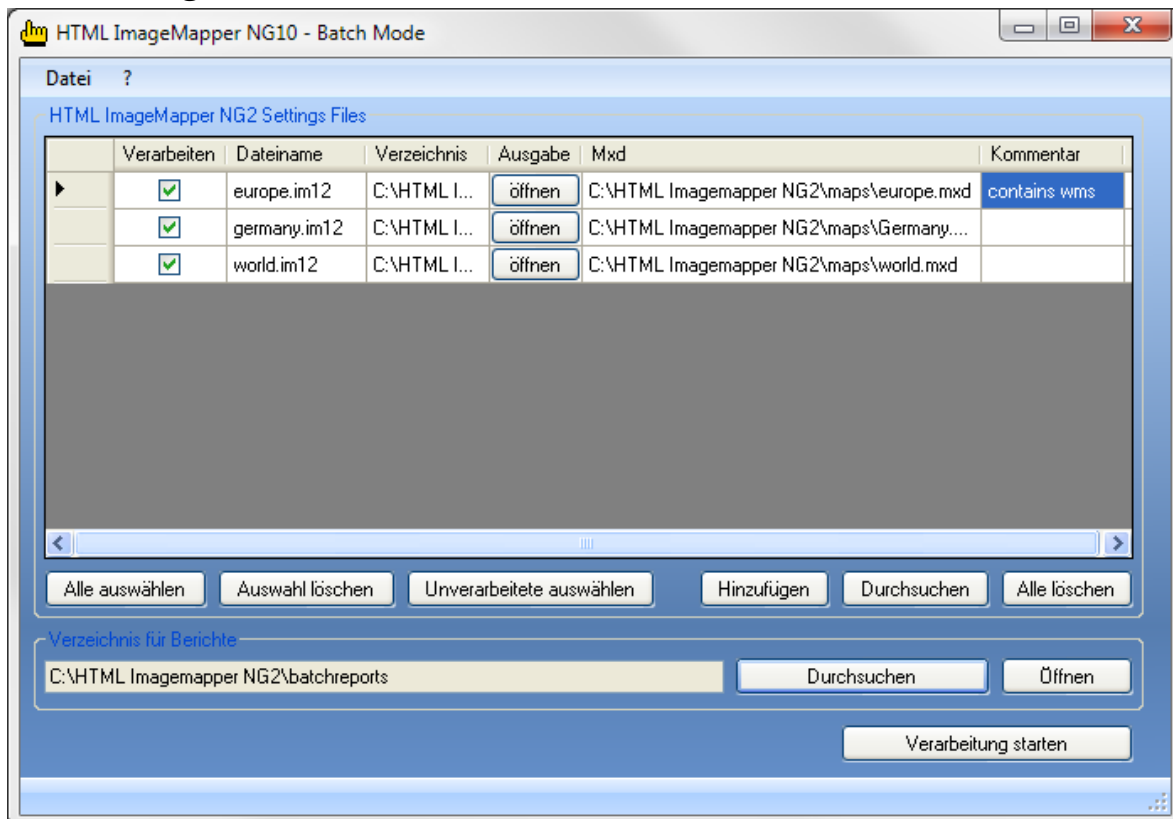 HTML ImageMapper NG10 - Batch Mode
Datei ?
HTML ImageMapper NG2 Settings Files
Verarbeiten Dateiname Verzeichnis Ausgabe Mxd Kommentar
europe.im12 C:\HTML I... öffnen C:\HTML Imagemapper NG2\maps\europe.mxd contains wms
germany.im12 C:\HTML I... öffnen C:\HTML Imagemapper NG2\maps\Germany....
world.im12 C:\HTML I... öffnen C:\HTML Imagemapper NG2\maps\world.mxd
Alle auswählen Auswahl löschen Unverarbeitete auswählen Hinzufügen Durchsuchen Alle löschen
Verzeichnis für Berichte
C:\HTML Imagemapper NG2\batchreports Durchsuchen Öffnen
Verarbeitung starten